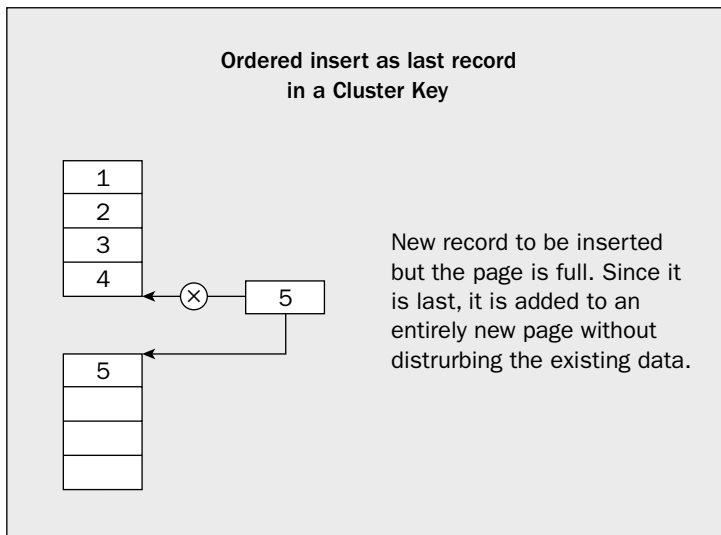 Ordered insert as last record
in a Cluster Key
1
2
3
4
5
5
New record to be inserted
but the page is full. Since it
is last, it is added to an
entirely new page without
distrurbing the existing data.